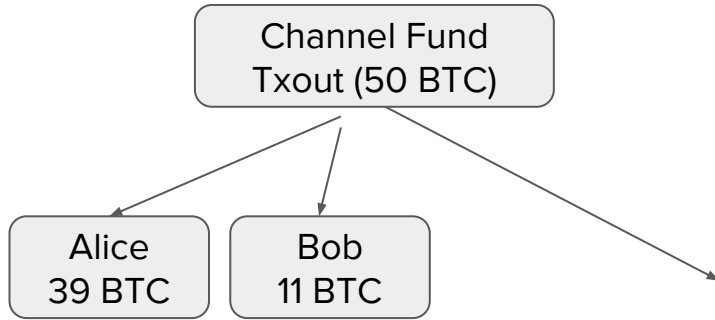 Channel Fund
Txout (50 BTC)
Alice
39 BTC
Bob
11 BTC